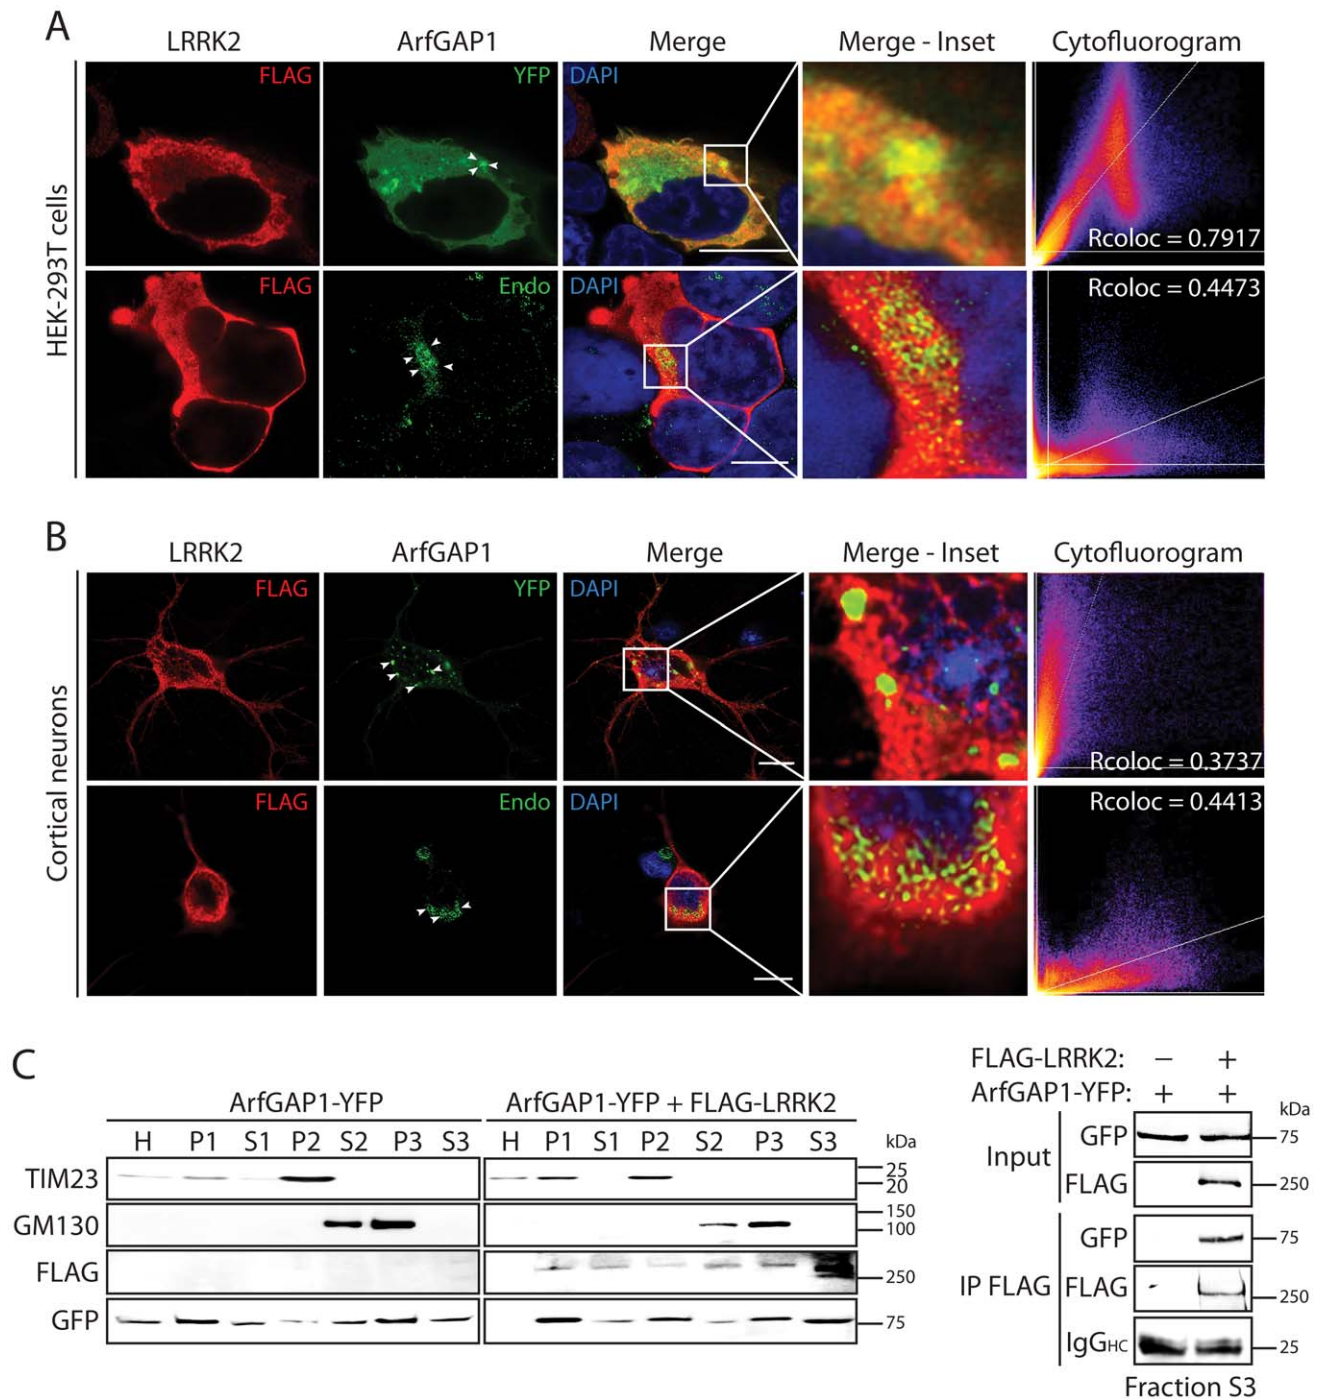 A
LRRK2 ArfGAP1 Merge Merge - Inset Cytofluorogram
HEK-293T cells
FLAG YFP DAPI Rcoloc = 0.7917
FLAG Endo DAPI Rcoloc = 0.4473
B
LRRK2 ArfGAP1 Merge Merge - Inset Cytofluorogram
Cortical neurons
FLAG YFP DAPI Rcoloc = 0.3737
FLAG Endo DAPI Rcoloc = 0.4413
C
ArfGAP1-YFP ArfGAP1-YFP + FLAG-LRRK2
H P1 S1 P2 S2 P3 S3 H P1 S1 P2 S2 P3 S3 kDa
TIM23 25
20
GM130 150
100
FLAG 250
GFP 75
FLAG-LRRK2: − +
ArfGAP1-YFP: + +
kDa
Input
GFP 75
FLAG 250
IP FLAG
GFP 75
FLAG 250
IgGHC 25
Fraction S3